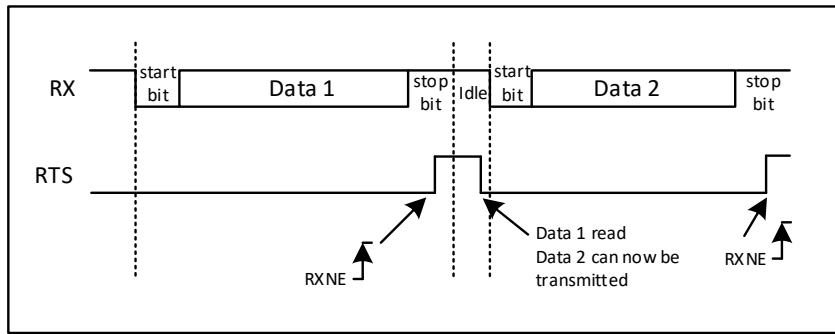 RX
start
bit
Data 1
stop
bit
Idle
start
bit
Data 2
stop
bit
RTS
RXNE
Data 1 read
Data 2 can now be
transmitted
RXNE